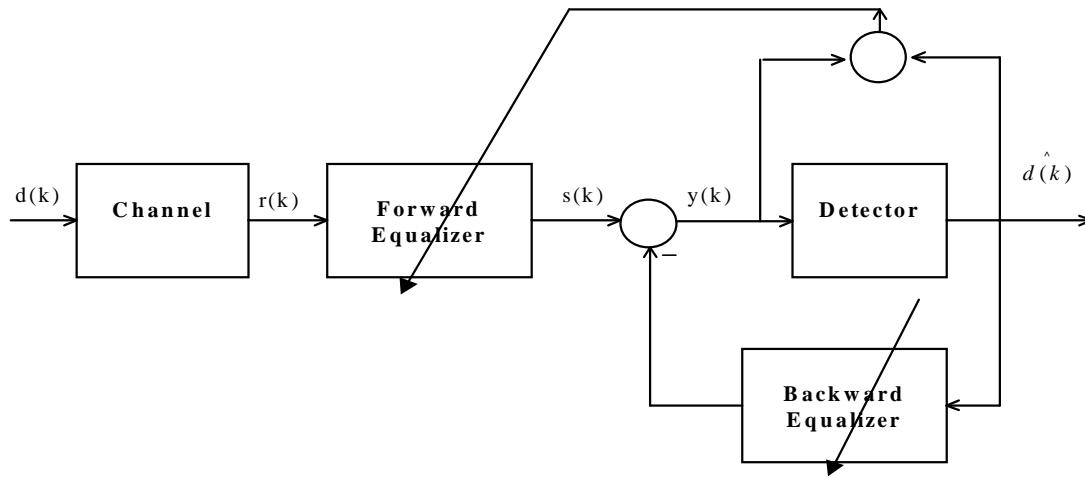 d(k)
Channel
r(k)
Forward
Equalizer
s(k)
y(k)
Detector
^
d(k)
–
Backward
Equalizer